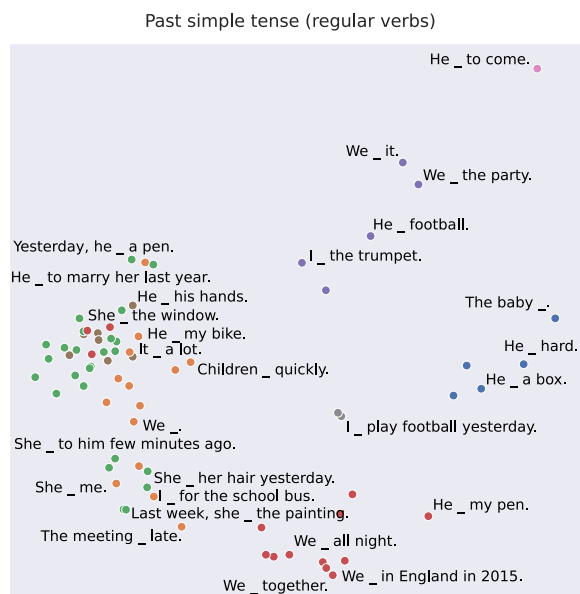 Past simple tense (regular verbs)
He _ to come.
We _ it.
We _ the party.
He _ football.
Yesterday, he _ a pen.
I _ the trumpet.
He _ to marry her last year.
He _ his hands.
The baby _.
She _ the window.
He _ my bike.
He _ hard.
It _ a lot.
Children _ quickly.
He _ a box.
We _.
I _ play football yesterday.
She _ to him few minutes ago.
She _ her hair yesterday.
She _ me.
I _ for the school bus.
He _ my pen.
Last week, she _ the painting.
The meeting _ late.
We _ all night.
We _ in England in 2015.
We _ together.